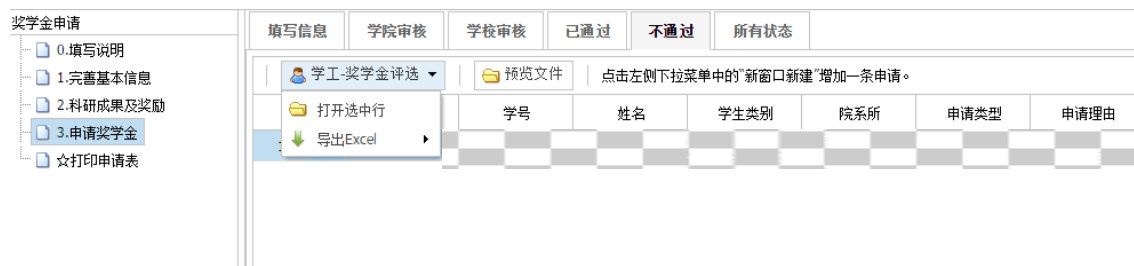 奖学金申请
0.填写说明
1.完善基本信息
2.科研成果及奖励
3.申请奖学金
☆打印申请表
填写信息 学院审核 学校审核 已通过 不通过 所有状态
学工-奖学金评选 预览文件 点击左侧下拉菜单中的"新窗口新建"增加一条申请。
打开选中行
导出Excel
学号 姓名 学生类别 院系所 申请类型 申请理由